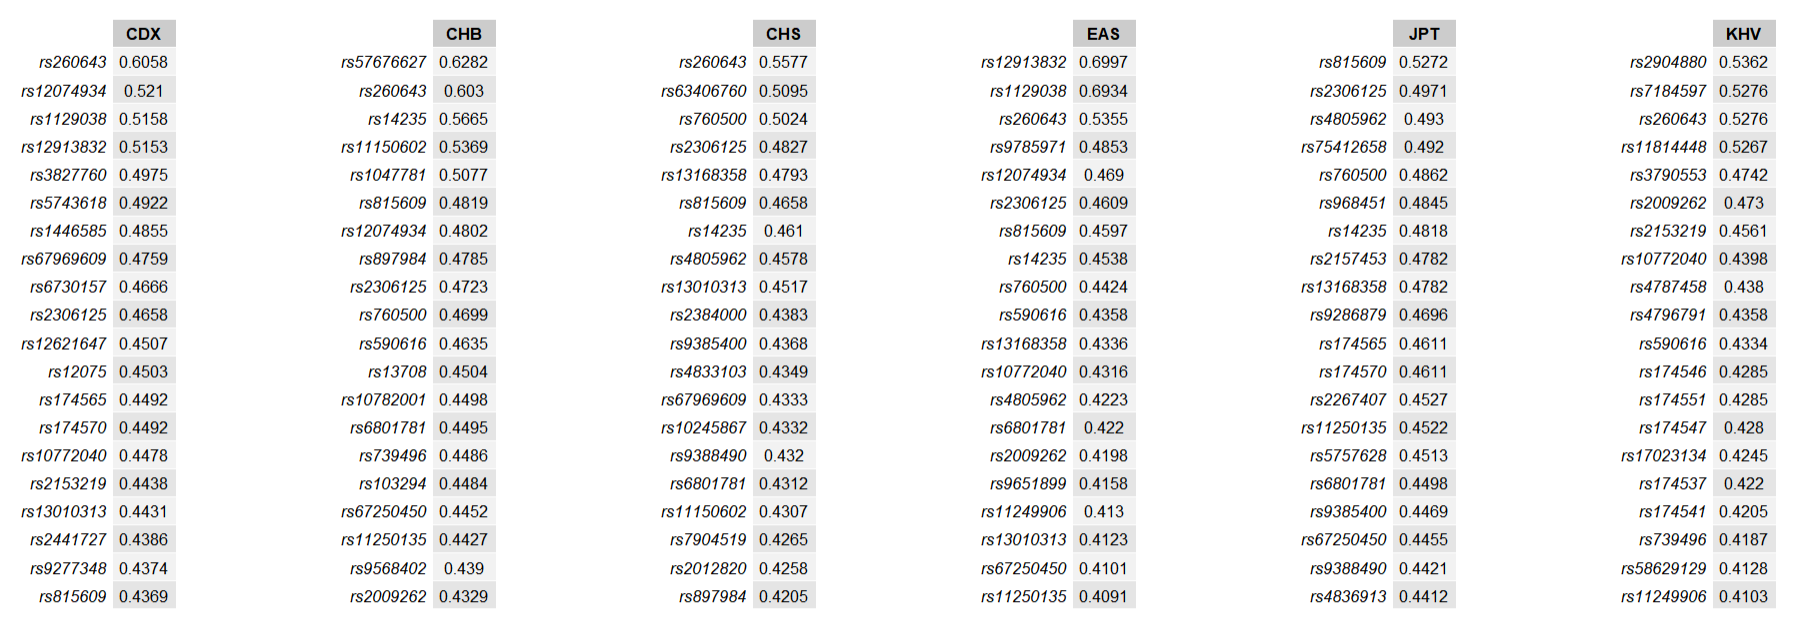 CDX CHB CHS EAS JPT KHV
rs260643 0.6058 rs57676627 0.6282 rs260643 0.5577 rs12913832 0.6997 rs815609 0.5272 rs2904880 0.5362
rs12074934 0.521 rs260643 0.603 rs63406760 0.5095 rs1129038 0.6934 rs2306125 0.4971 rs7184597 0.5276
rs1129038 0.5158 rs14235 0.5665 rs760500 0.5024 rs260643 0.5355 rs4805962 0.493 rs260643 0.5276
rs12913832 0.5153 rs11150602 0.5369 rs2306125 0.4827 rs9785971 0.4853 rs75412658 0.492 rs11814448 0.5267
rs3827760 0.4975 rs1047781 0.5077 rs13168358 0.4793 rs12074934 0.469 rs760500 0.4862 rs3790553 0.4742
rs5743618 0.4922 rs815609 0.4819 rs815609 0.4658 rs2306125 0.4609 rs968451 0.4845 rs2009262 0.473
rs1446585 0.4855 rs12074934 0.4802 rs14235 0.461 rs815609 0.4597 rs14235 0.4818 rs2153219 0.4561
rs67969609 0.4759 rs897984 0.4785 rs4805962 0.4578 rs14235 0.4538 rs2157453 0.4782 rs10772040 0.4398
rs6730157 0.4666 rs2306125 0.4723 rs13010313 0.4517 rs760500 0.4424 rs13168358 0.4782 rs4787458 0.438
rs2306125 0.4658 rs760500 0.4699 rs2384000 0.4383 rs590616 0.4358 rs9286879 0.4696 rs4796791 0.4358
rs12621647 0.4507 rs590616 0.4635 rs9385400 0.4368 rs13168358 0.4336 rs174565 0.4611 rs590616 0.4334
rs12075 0.4503 rs13708 0.4504 rs4833103 0.4349 rs10772040 0.4316 rs174570 0.4611 rs174546 0.4285
rs174565 0.4492 rs10782001 0.4498 rs67969609 0.4333 rs4805962 0.4223 rs2267407 0.4527 rs174551 0.4285
rs174570 0.4492 rs6801781 0.4495 rs10245867 0.4332 rs6801781 0.422 rs11250135 0.4522 rs174547 0.428
rs10772040 0.4478 rs739496 0.4486 rs9388490 0.432 rs2009262 0.4198 rs5757628 0.4513 rs17023134 0.4245
rs2153219 0.4438 rs103294 0.4484 rs6801781 0.4312 rs9651899 0.4158 rs6801781 0.4498 rs174537 0.422
rs13010313 0.4431 rs67250450 0.4452 rs11150602 0.4307 rs11249906 0.413 rs9385400 0.4469 rs174541 0.4205
rs2441727 0.4386 rs11250135 0.4427 rs7904519 0.4265 rs13010313 0.4123 rs67250450 0.4455 rs739496 0.4187
rs9277348 0.4374 rs9568402 0.439 rs2012820 0.4258 rs67250450 0.4101 rs9388490 0.4421 rs58629129 0.4128
rs815609 0.4369 rs2009262 0.4329 rs897984 0.4205 rs11250135 0.4091 rs4836913 0.4412 rs11249906 0.4103